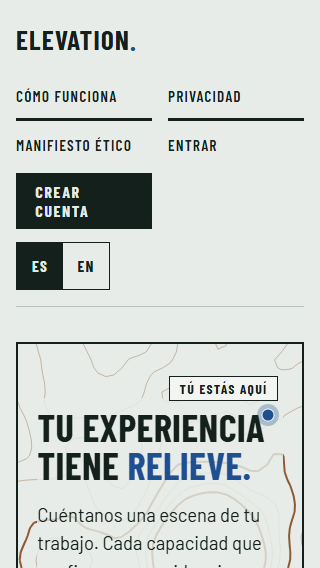 ELEVATION.
CÓMO FUNCIONA
PRIVACIDAD
MANIFIESTO ÉTICO
ENTRAR
CREAR
CUENTA
ES
EN
TÚ ESTÁS AQUÍ
TU EXPERIENCIA
TIENE RELIEVE.
Cuéntanos una escena de tu
trabajo. Cada capacidad que